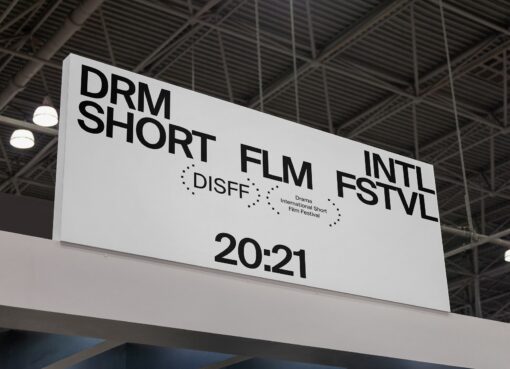 DRM
SHORT FLM INTL
FSTVL
DISFF
Drama
International Short
Film Festival
20:21